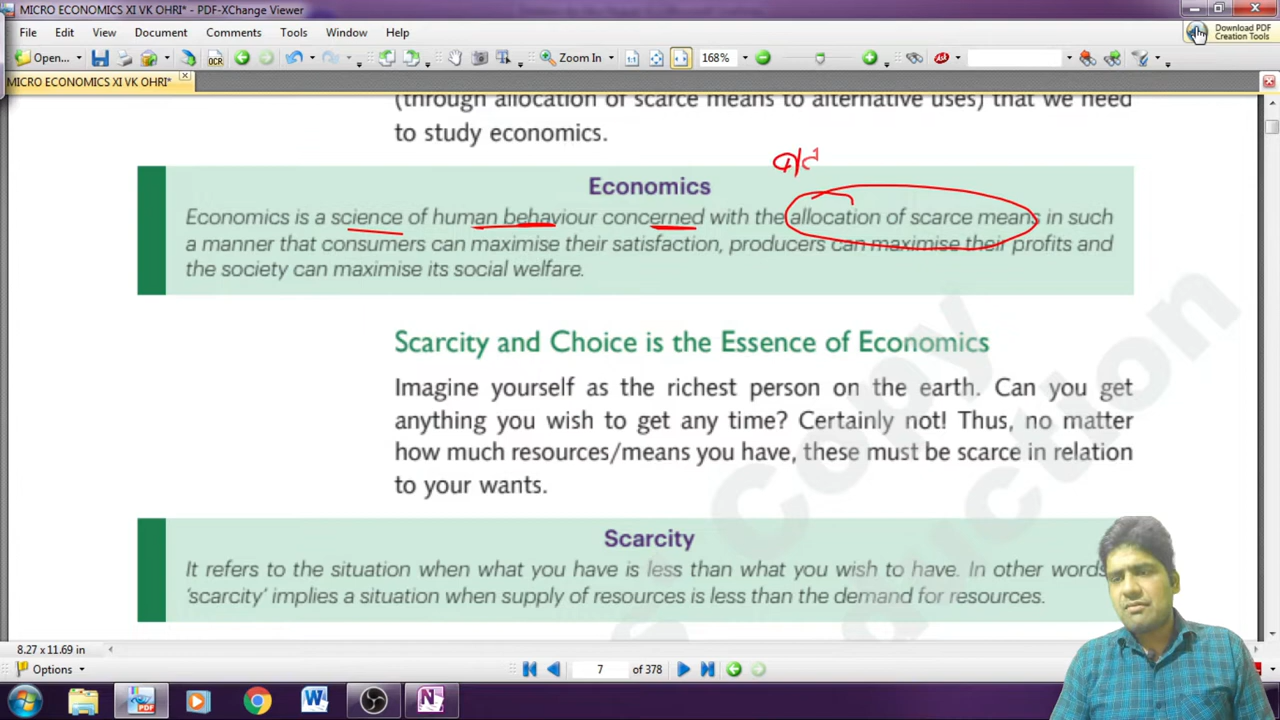 MICRO ECONOMICS XI VK OHRI* - PDF-XChange Viewer
File Edit View Document Comments Tools Window Help
Download PDF
Creation Tools
Open... OCR Zoom In 168%
MICRO ECONOMICS XI VK OHRI*
(through allocation of scarce means to alternative uses) that we need
to study economics.
Economics
Economics is a science of human behaviour concerned with the allocation of scarce means in such
a manner that consumers can maximise their satisfaction, producers can maximise their profits and
the society can maximise its social welfare.
Scarcity and Choice is the Essence of Economics
Imagine yourself as the richest person on the earth. Can you get
anything you wish to get any time? Certainly not! Thus, no matter
how much resources/means you have, these must be scarce in relation
to your wants.
Scarcity
It refers to the situation when what you have is less than what you wish to have. In other words
'scarcity' implies a situation when supply of resources is less than the demand for resources.
8.27 x 11.69 in
Options 7 of 378